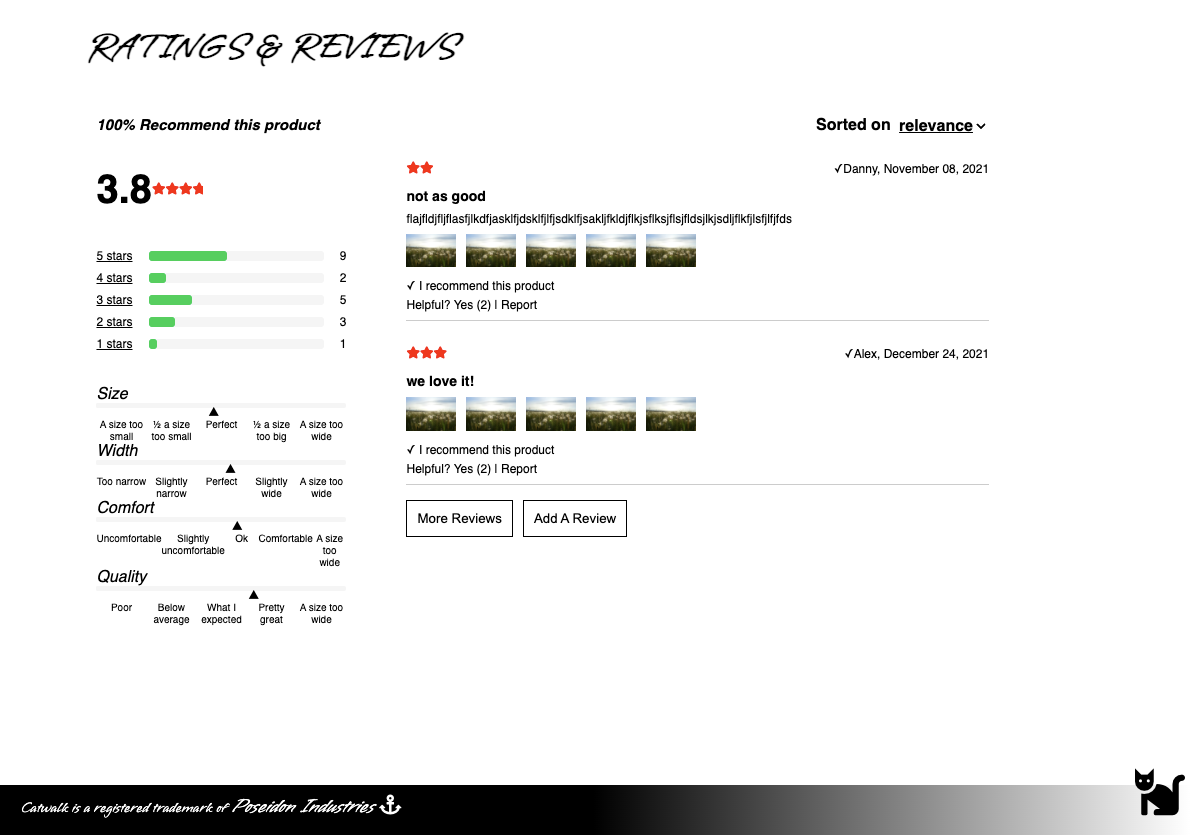 RATINGS & REVIEWS
100% Recommend this product
3.8
5 stars 9
4 stars 2
3 stars 5
2 stars 3
1 stars 1
Size
A size too small ½ a size too small Perfect ½ a size too big A size too wide
Width
Too narrow Slightly narrow Perfect Slightly wide A size too wide
Comfort
Uncomfortable Slightly uncomfortable Ok Comfortable A size too wide
Quality
Poor Below average What I expected Pretty great A size too wide
Sorted on relevance
✓Danny, November 08, 2021
not as good
✓ I recommend this product
Helpful? Yes (2) | Report
✓Alex, December 24, 2021
we love it!
✓ I recommend this product
Helpful? Yes (2) | Report
More Reviews Add A Review
Catwalk is a registered trademark of Poseidon Industries